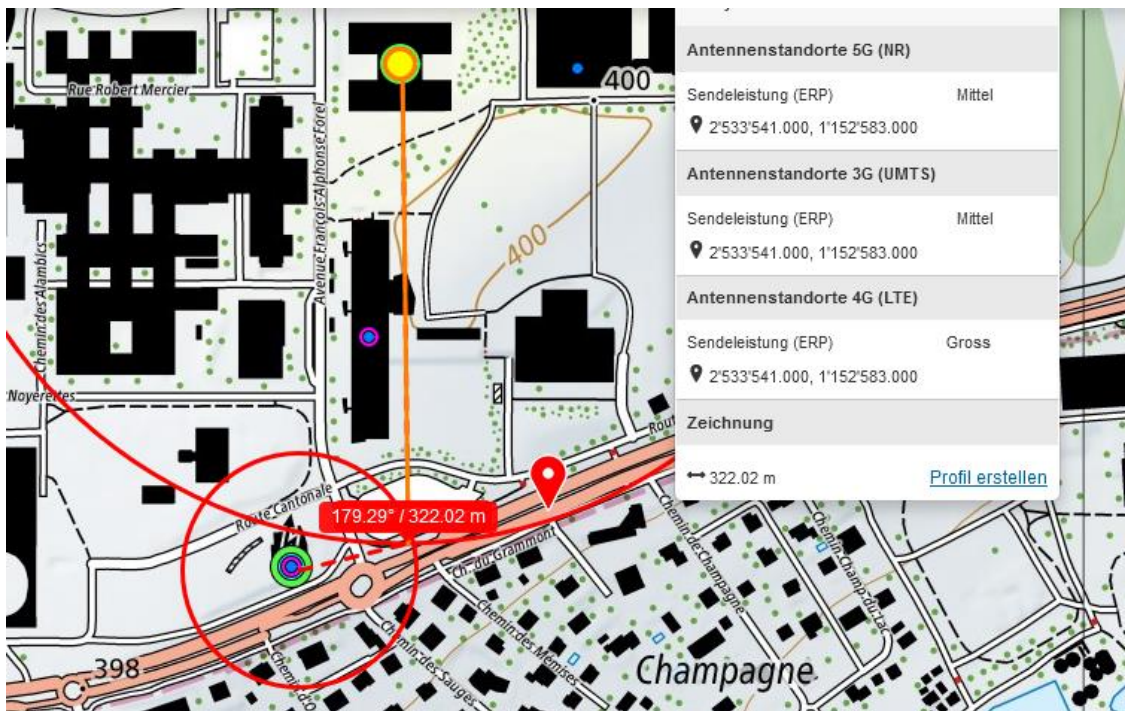 Rue Robert Mercier
Avenue François-Alphonse Forel
Chemin des Alambics
Noyerettes
400
400
Route Cantonale
179.29° / 322.02 m
Ch. du Grammont
Chemin de Champagne
Chemin Champ du Lac
Chemin des Mémises
Chemin des Sauges
Chemin d'O
398
Champagne
Rout
Antennenstandorte 5G (NR)
Sendeleistung (ERP) Mittel
2'533'541.000, 1'152'583.000
Antennenstandorte 3G (UMTS)
Sendeleistung (ERP) Mittel
2'533'541.000, 1'152'583.000
Antennenstandorte 4G (LTE)
Sendeleistung (ERP) Gross
2'533'541.000, 1'152'583.000
Zeichnung
322.02 m Profil erstellen